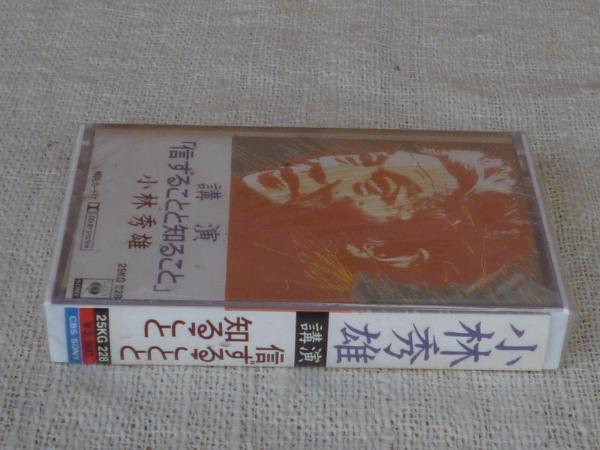 講演
「信ずることと知ること」
小林秀雄
25KG 228
小林秀雄
講演
信ずることと
知ること
25KG 228
CBS SONY